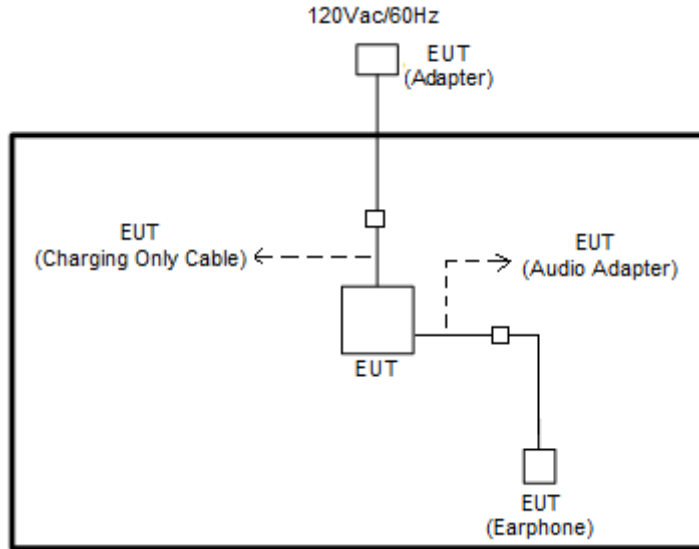 120Vac/60Hz
EUT
(Adapter)
EUT
(Charging Only Cable)
EUT
(Audio Adapter)
EUT
EUT
(Earphone)